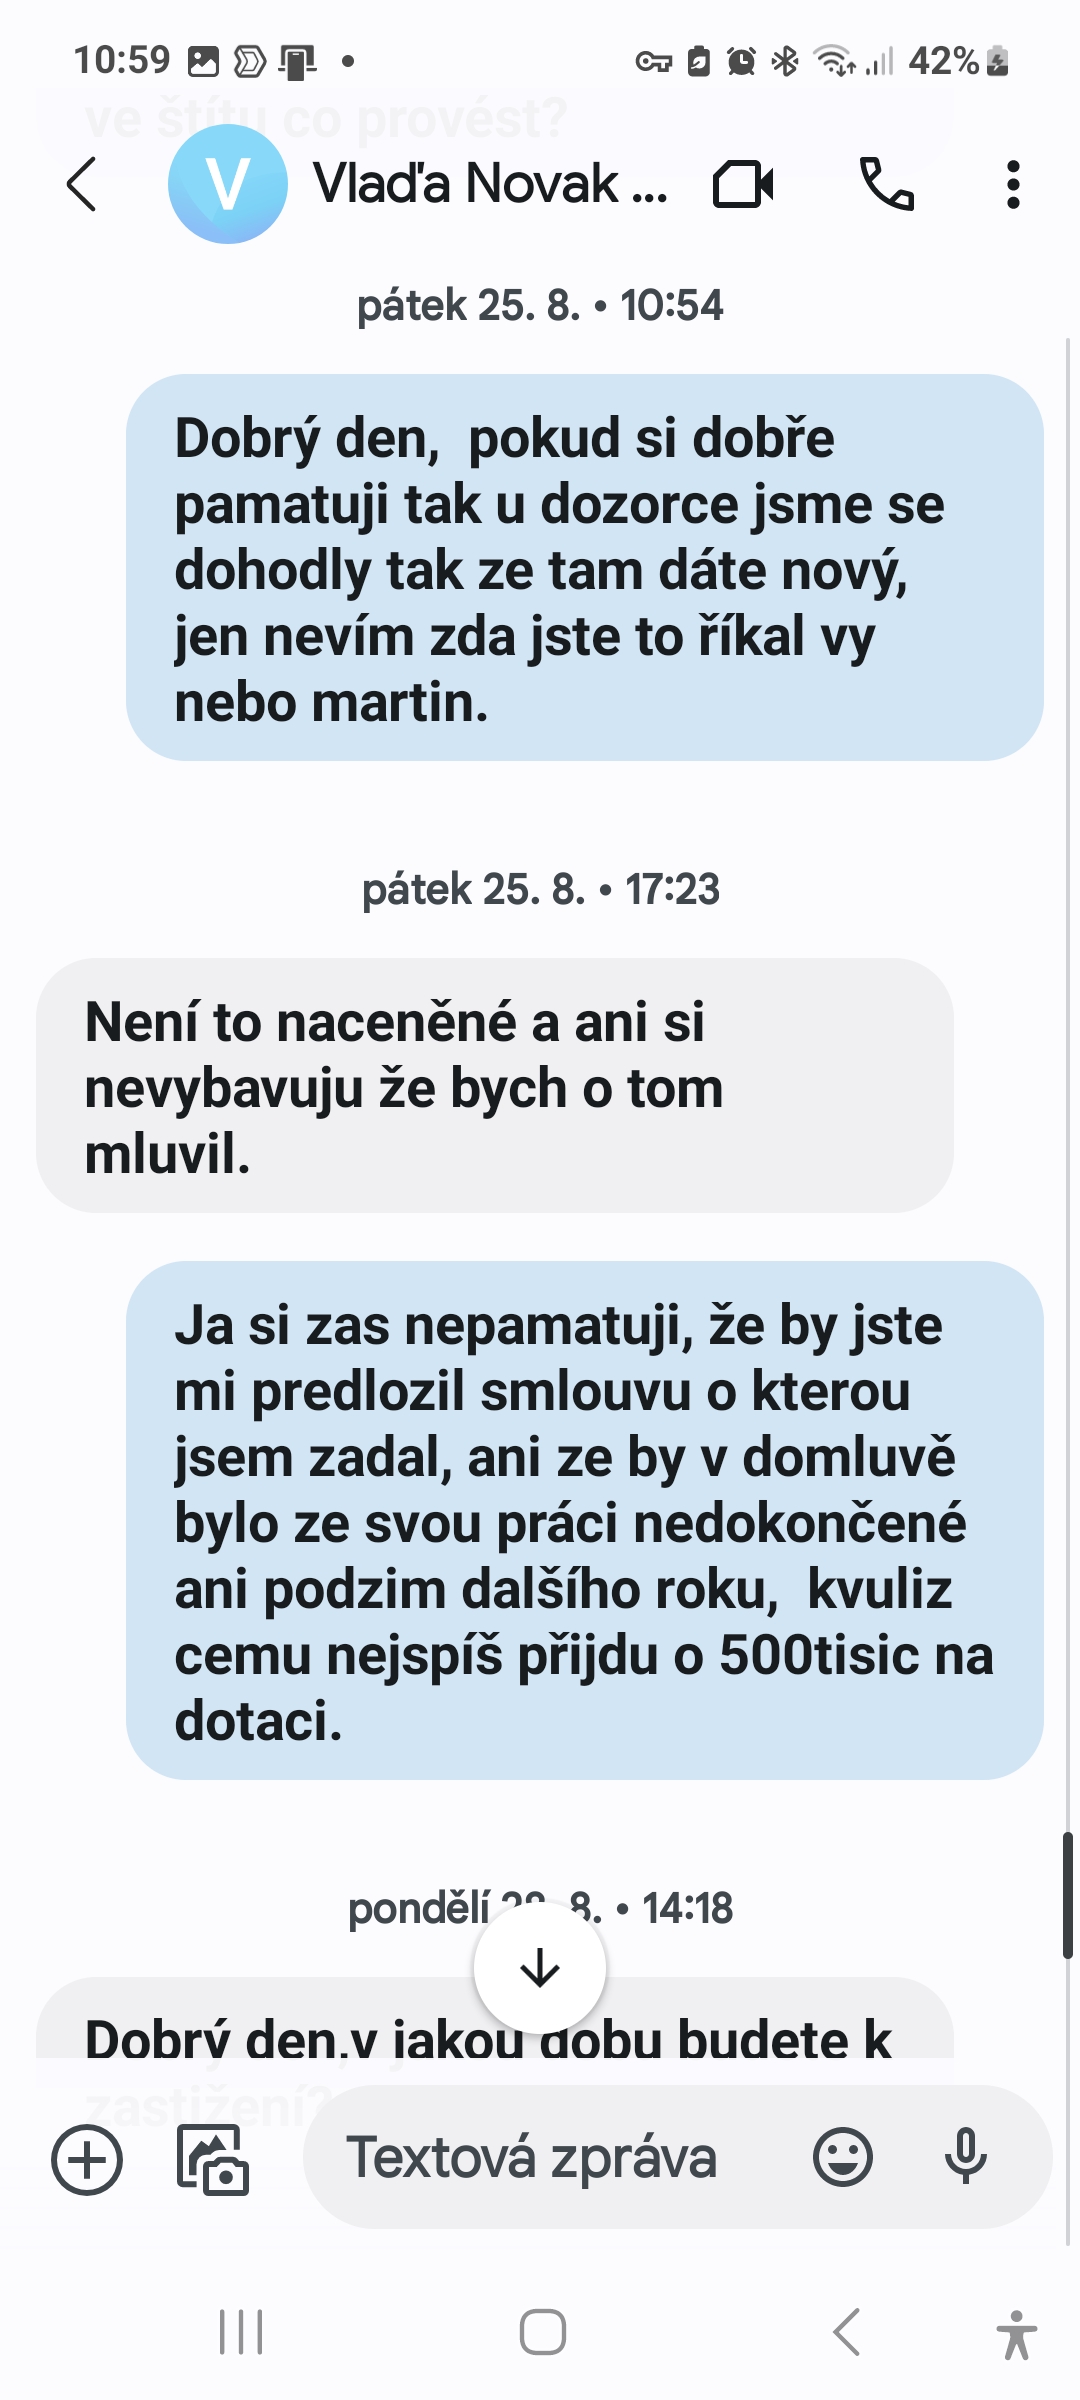 10:59
42%
ve štítu co provést?
V
Vlaďa Novak ...
pátek 25. 8. • 10:54
Dobrý den,  pokud si dobře
pamatuji tak u dozorce jsme se
dohodly tak ze tam dáte nový,
jen nevím zda jste to říkal vy
nebo martin.
pátek 25. 8. • 17:23
Není to naceněné a ani si
nevybavuju že bych o tom
mluvil.
Ja si zas nepamatuji, že by jste
mi predlozil smlouvu o kterou
jsem zadal, ani ze by v domluvě
bylo ze svou práci nedokončené
ani podzim dalšího roku,  kvuliz
cemu nejspíš přijdu o 500tisic na
dotaci.
pondělí 28. 8. • 14:18
Dobrý den,v jakou dobu budete k
zastižení?
Textová zpráva